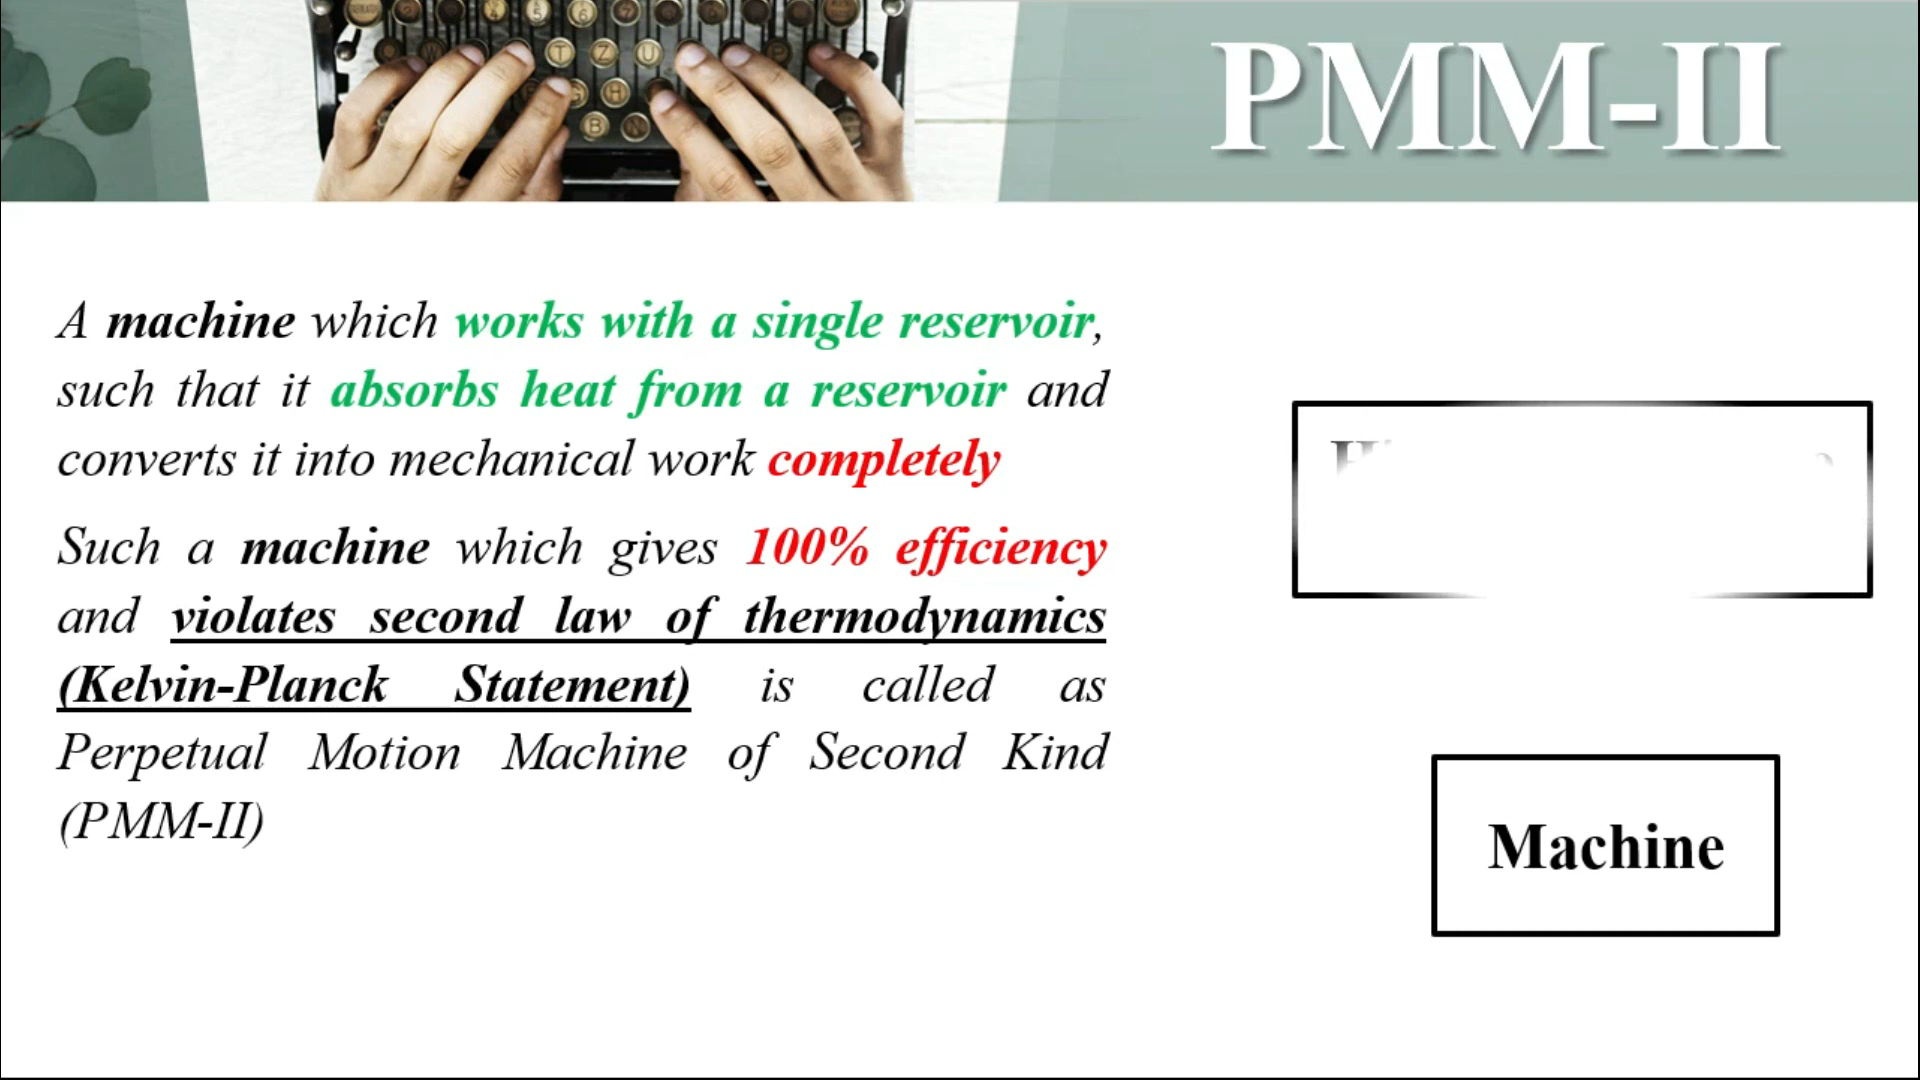 PMM-II
A machine which works with a single reservoir,
such that it absorbs heat from a reservoir and
converts it into mechanical work completely
Such a machine which gives 100% efficiency
and violates second law of thermodynamics
(Kelvin-Planck Statement) is called as
Perpetual Motion Machine of Second Kind
(PMM-II)
Machine